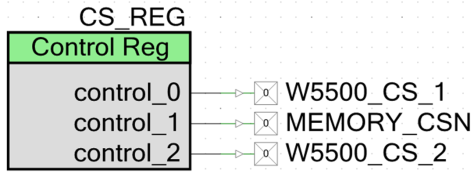 CS_REG
Control Reg
control_0 0 W5500_CS_1
control_1 0 MEMORY_CSN
control_2 0 W5500_CS_2